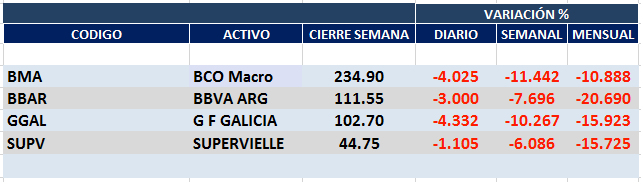 VARIACIÓN %
CODIGO ACTIVO CIERRE SEMANA DIARIO SEMANAL MENSUAL
BMA BCO Macro 234.90 -4.025 -11.442 -10.888
BBAR BBVA ARG 111.55 -3.000 -7.696 -20.690
GGAL G F GALICIA 102.70 -4.332 -10.267 -15.923
SUPV SUPERVIELLE 44.75 -1.105 -6.086 -15.725